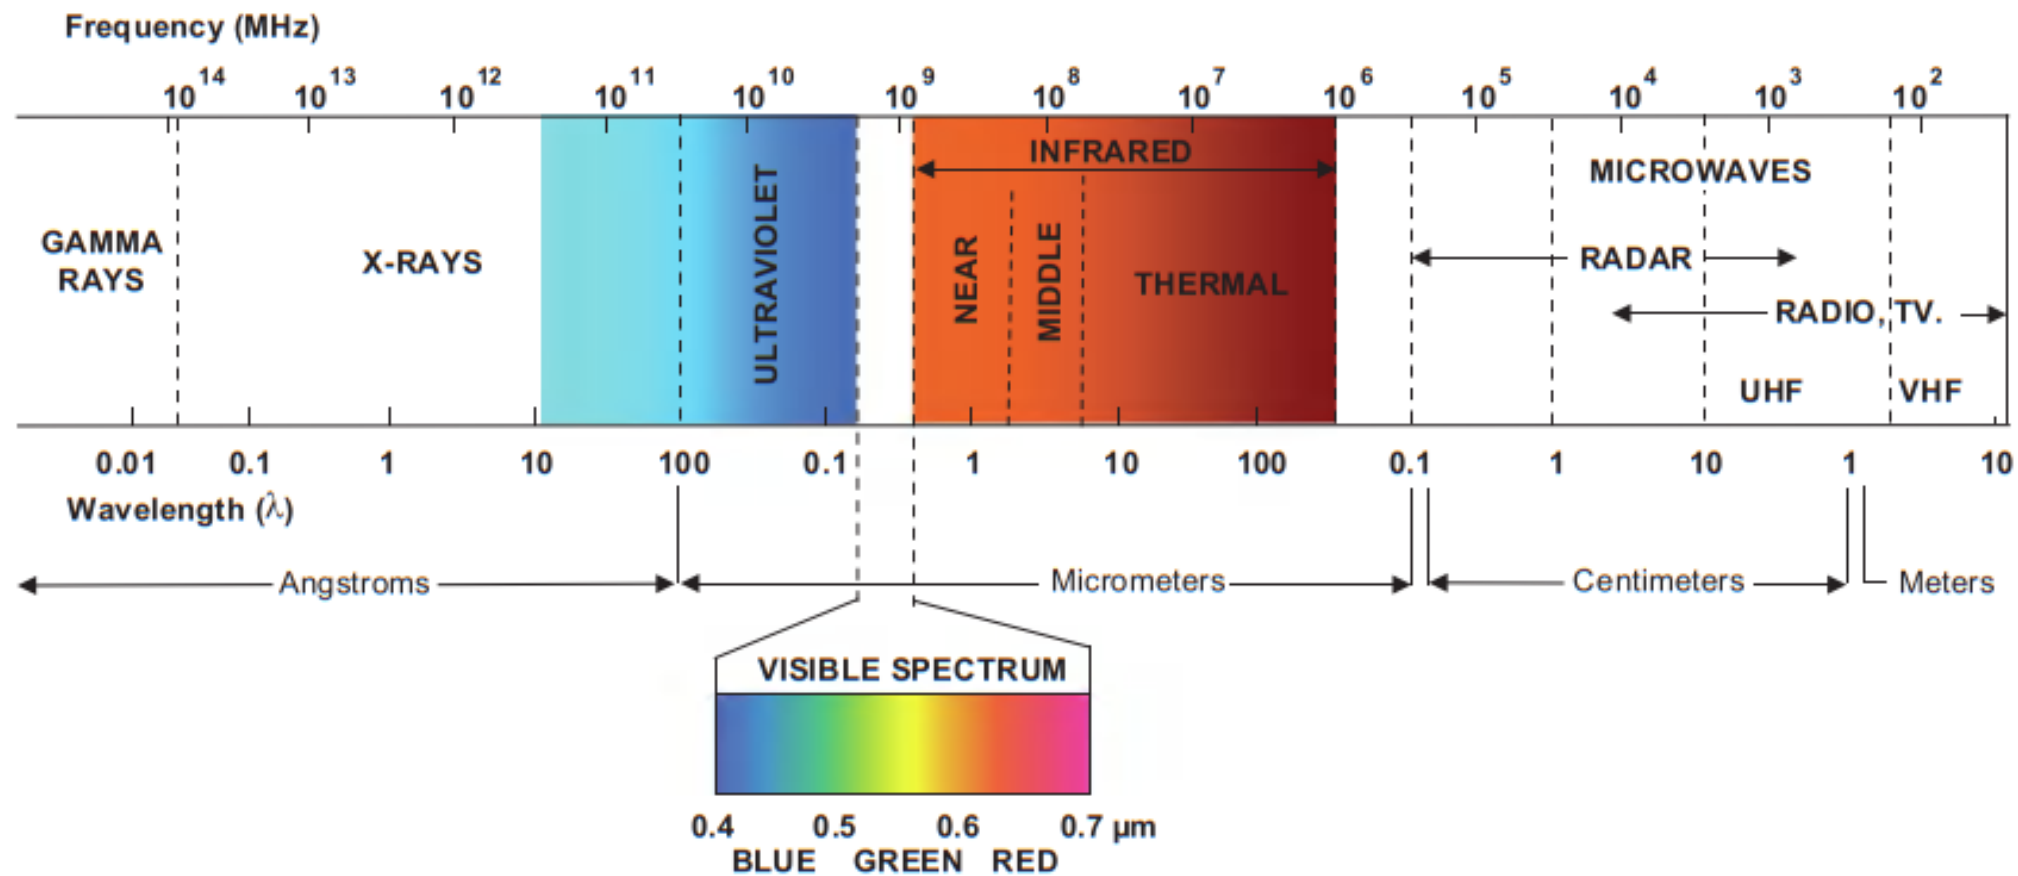 Frequency (MHz)
10^14 10^13 10^12 10^11 10^10 10^9 10^8 10^7 10^6 10^5 10^4 10^3 10^2
GAMMA RAYS
X-RAYS
ULTRAVIOLET
INFRARED
NEAR
MIDDLE
THERMAL
MICROWAVES
RADAR
RADIO, TV.
UHF
VHF
0.01 0.1 1 10 100 0.1 1 10 100 0.1 1 10 1 10
Wavelength (λ)
Angstroms
Micrometers
Centimeters
Meters
VISIBLE SPECTRUM
0.4 0.5 0.6 0.7 µm
BLUE GREEN RED